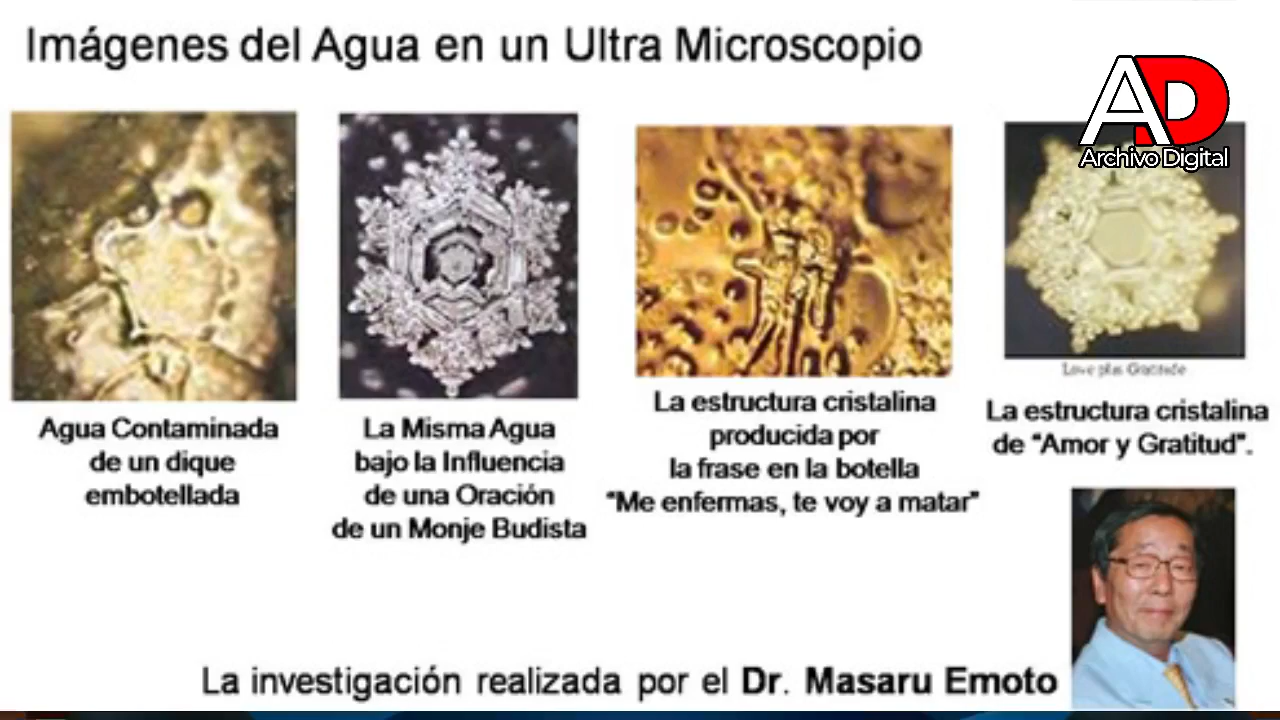 Imágenes del Agua en un Ultra Microscopio
AD
Archivo Digital
Agua Contaminada
de un dique
embotellada
La Misma Agua
bajo la Influencia
de una Oración
de un Monje Budista
La estructura cristalina
producida por
la frase en la botella
“Me enfermas, te voy a matar”
Love plus Gratitude
La estructura cristalina
de “Amor y Gratitud”.
La investigación realizada por el Dr. Masaru Emoto